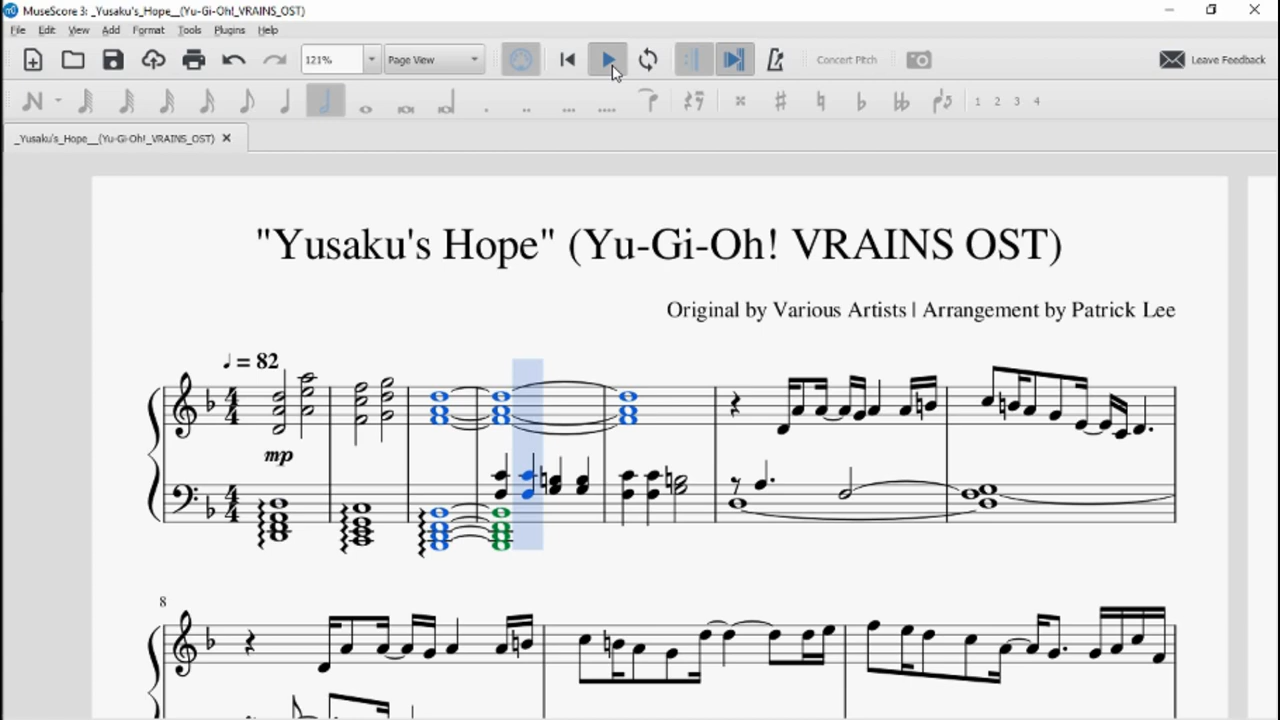 MuseScore 3: _Yusaku's_Hope_(Yu-Gi-Oh!_VRAINS_OST)
File Edit View Add Format Tools Plugins Help
121% Page View Concert Pitch Leave Feedback
1 2 3 4
_Yusaku's_Hope__(Yu-Gi-Oh!_VRAINS_OST)
"Yusaku's Hope" (Yu-Gi-Oh! VRAINS OST)
Original by Various Artists | Arrangement by Patrick Lee
= 82
mp
8